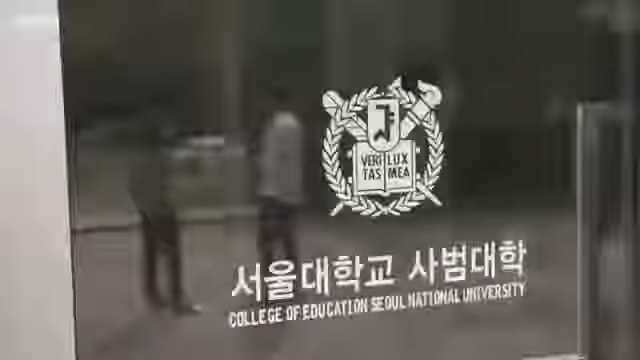 VERI LUX
TAS MEA
서울대학교 사범대학
COLLEGE OF EDUCATION SEOUL NATIONAL UNIVERSITY